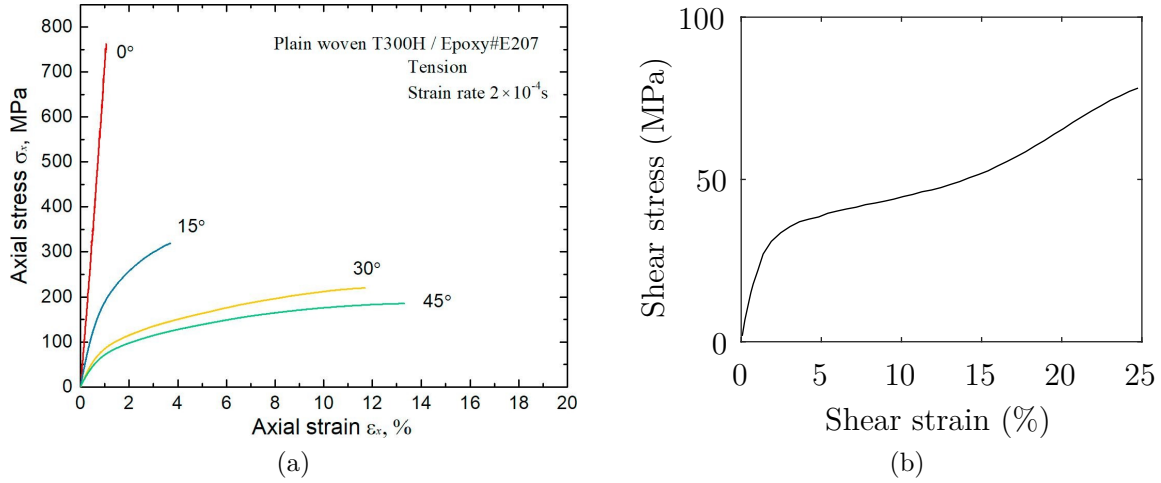 800
700
600
500
400
300
200
100
0
Axial stress σx, MPa
0°
Plain woven T300H / Epoxy#E207
Tension
Strain rate 2×10⁻⁴s
15°
30°
45°
0 2 4 6 8 10 12 14 16 18 20
Axial strain εx, %
(a)
100
50
0
Shear stress (MPa)
0 5 10 15 20 25
Shear strain (%)
(b)